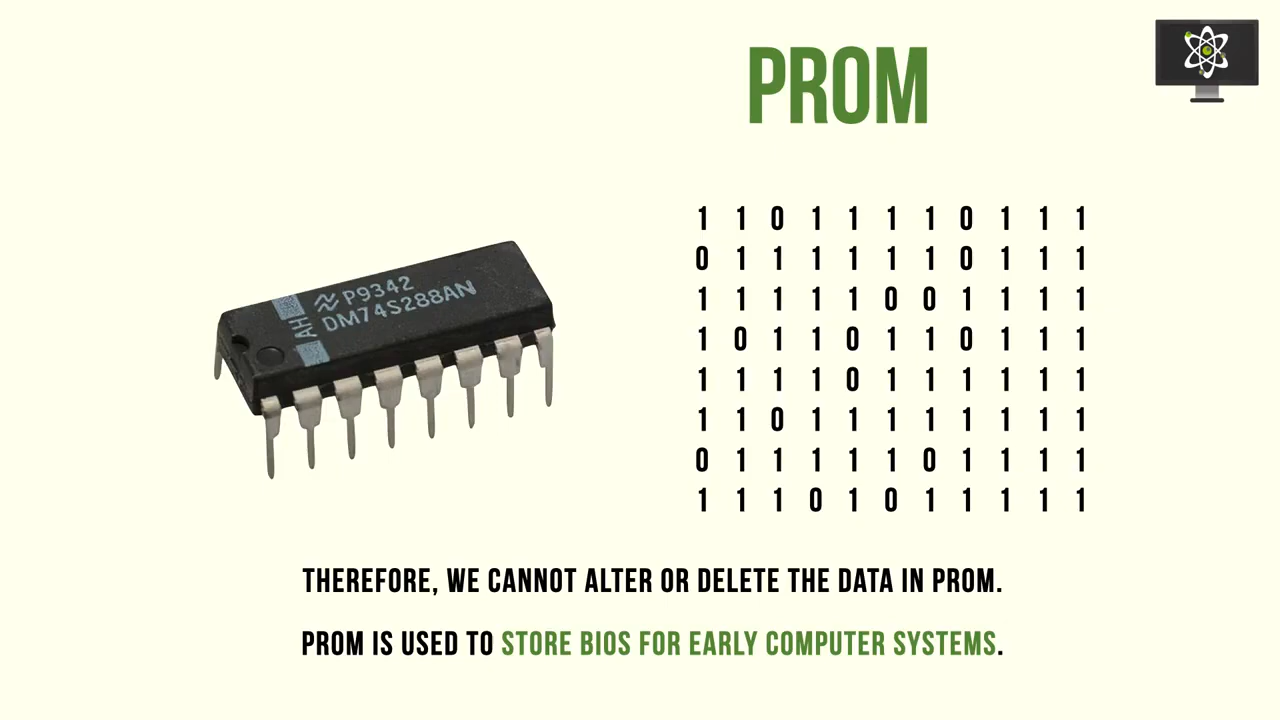 PROM
AH
P9342
DM74S288AN
1 1 0 1 1 1 1 0 1 1 1
0 1 1 1 1 1 1 0 1 1 1
1 1 1 1 1 0 0 1 1 1 1
1 0 1 1 0 1 1 0 1 1 1
1 1 1 1 0 1 1 1 1 1 1
1 1 0 1 1 1 1 1 1 1 1
0 1 1 1 1 1 0 1 1 1 1
1 1 1 0 1 0 1 1 1 1 1
THEREFORE, WE CANNOT ALTER OR DELETE THE DATA IN PROM.
PROM IS USED TO STORE BIOS FOR EARLY COMPUTER SYSTEMS.